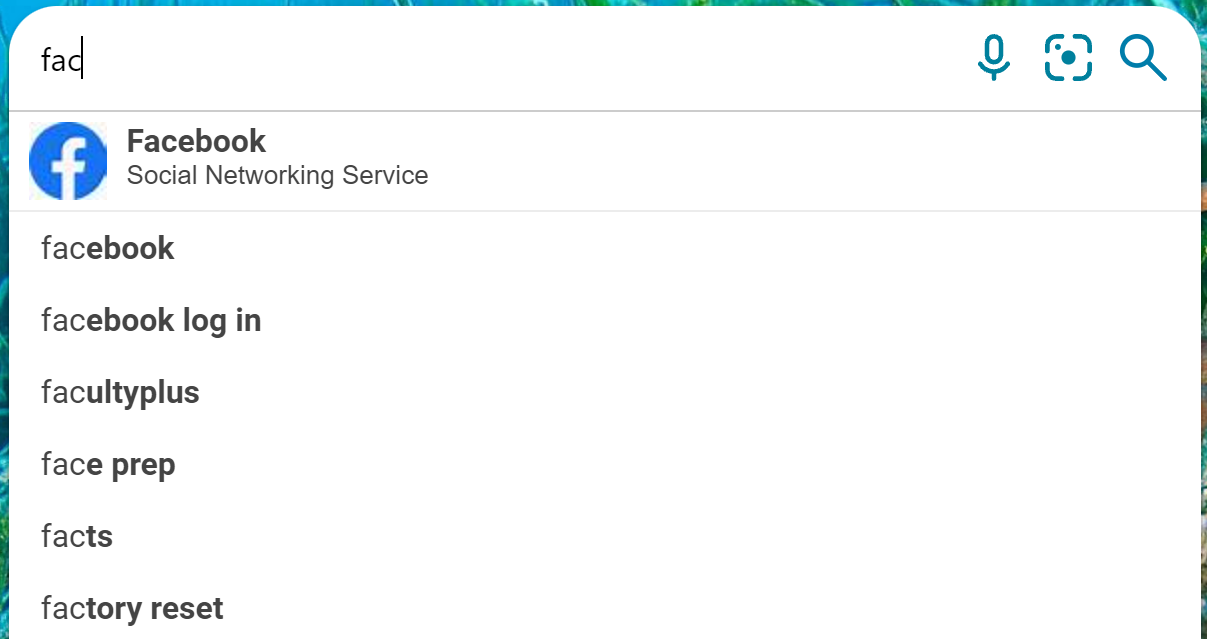 fac
Facebook
Social Networking Service
facebook
facebook log in
facultyplus
face prep
facts
factory reset